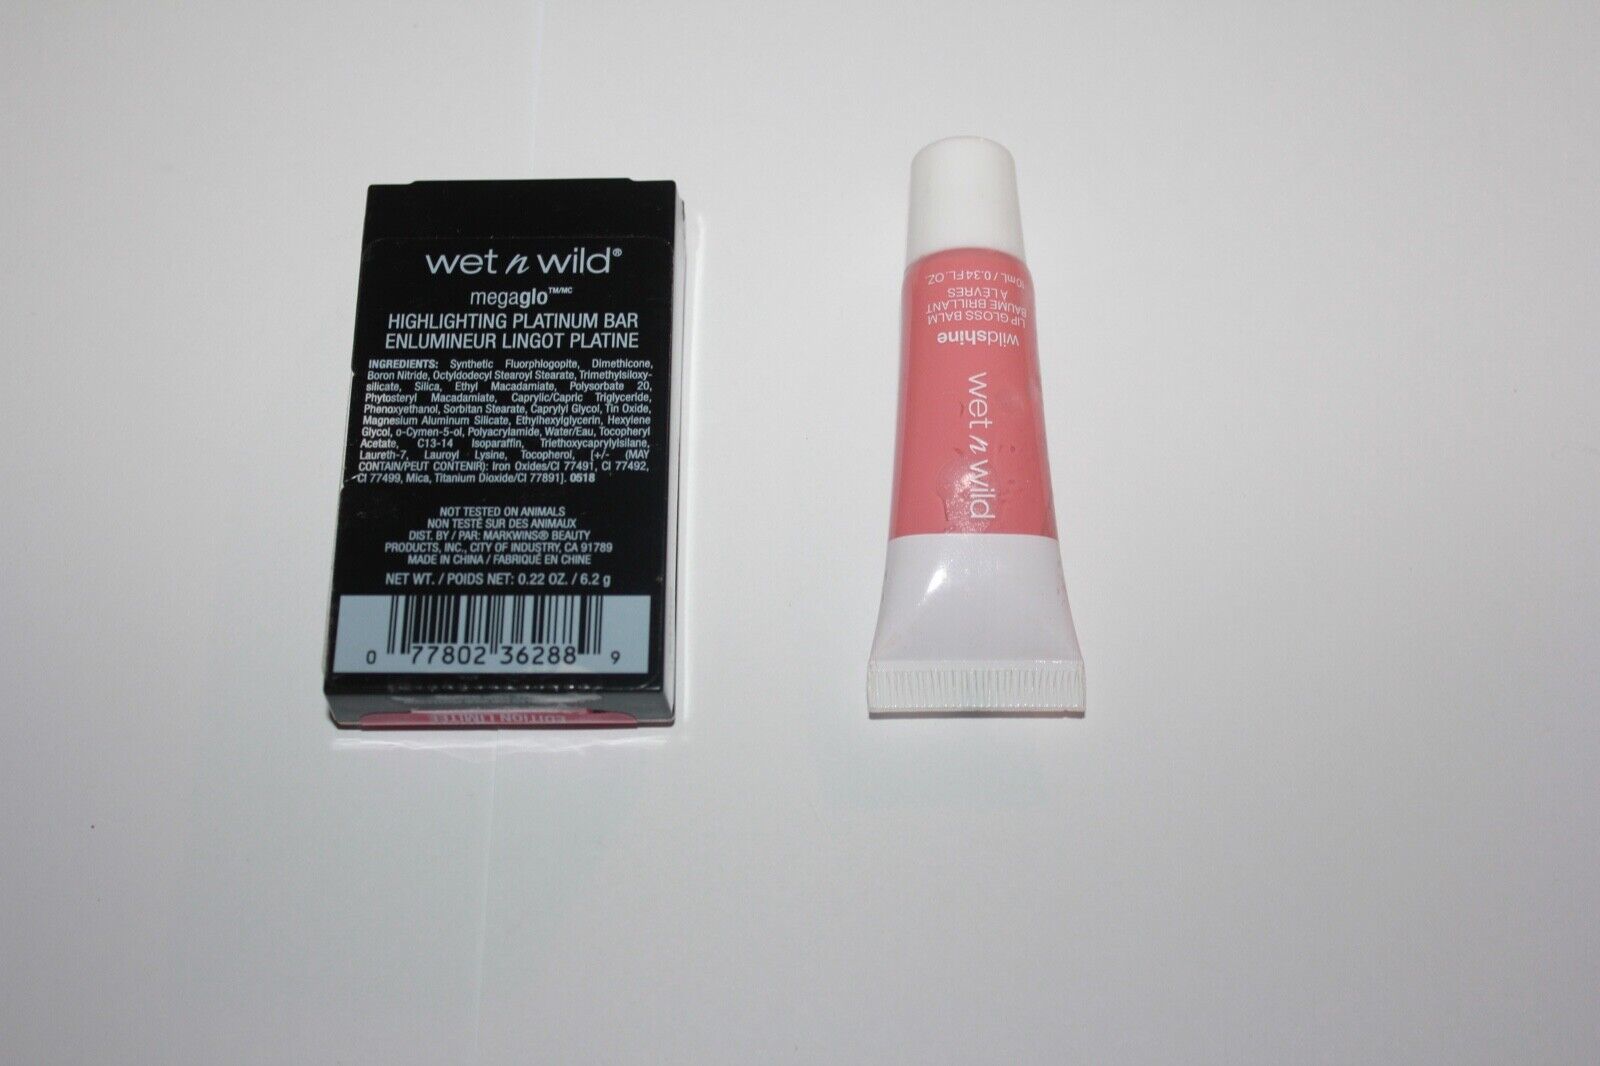 wet n wild®
megaglo™/MC
HIGHLIGHTING PLATINUM BAR
ENLUMINEUR LINGOT PLATINE
INGREDIENTS: Synthetic Fluorphlogopite, Dimethicone,
Boron Nitride, Octyldodecyl Stearoyl Stearate, Trimethylsiloxy-
silicate, Silica, Ethyl Macadamiate, Polysorbate 20,
Phytosteryl Macadamiate, Caprylic/Capric Triglyceride,
Phenoxyethanol, Sorbitan Stearate, Caprylyl Glycol, Tin Oxide,
Magnesium Aluminum Silicate, Ethylhexylglycerin, Hexylene
Glycol, o-Cymen-5-ol, Polyacrylamide, Water/Eau, Tocopheryl
Acetate, C13-14 Isoparaffin, Triethoxycaprylylsilane,
Laureth-7, Lauroyl Lysine, Tocopherol, [+/- (MAY
CONTAIN/PEUT CONTENIR): Iron Oxides/CI 77491, CI 77492,
CI 77499, Mica, Titanium Dioxide/CI 77891]. 0518
NOT TESTED ON ANIMALS
NON TESTÉ SUR DES ANIMAUX
DIST. BY / PAR: MARKWINS® BEAUTY
PRODUCTS, INC., CITY OF INDUSTRY, CA 91789
MADE IN CHINA / FABRIQUÉ EN CHINE
NET WT. / POIDS NET: 0.22 OZ. / 6.2 g
0 77802 36288 9
ÉDITION LIMITÉE
wet n wild
wildshine
LIP GLOSS BALM
BAUME BRILLANT
À LÈVRES
10mL / 0.34 FL. OZ.